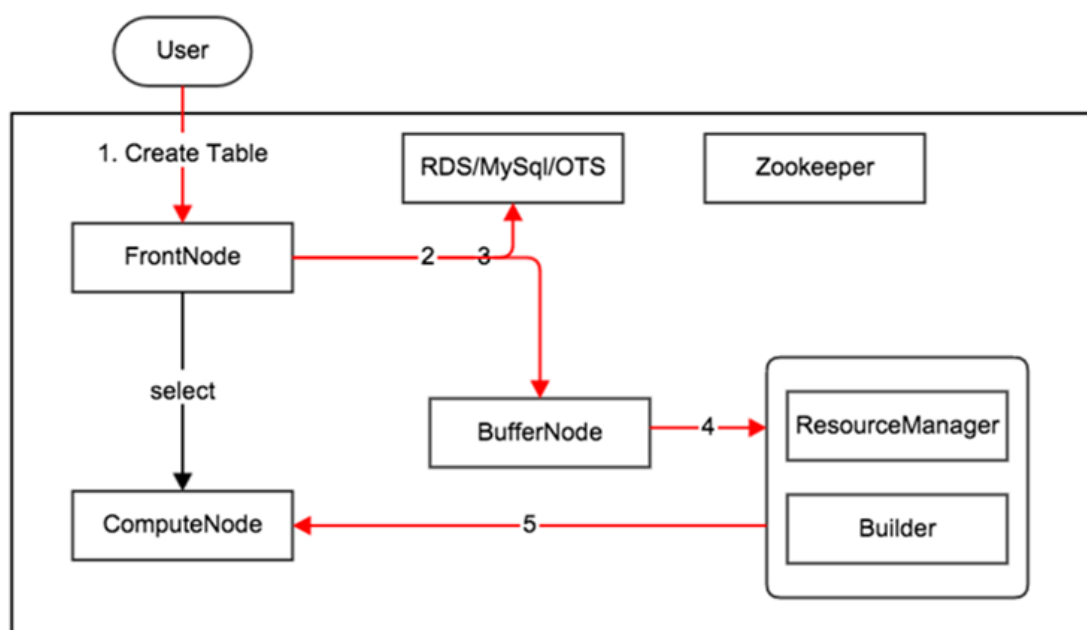 User
1. Create Table
RDS/MySql/OTS
Zookeeper
FrontNode
2
3
select
BufferNode
4
ResourceManager
ComputeNode
5
Builder